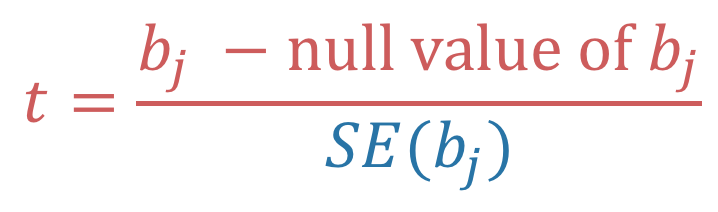 t = b_j − null value of b_j
SE(b_j)